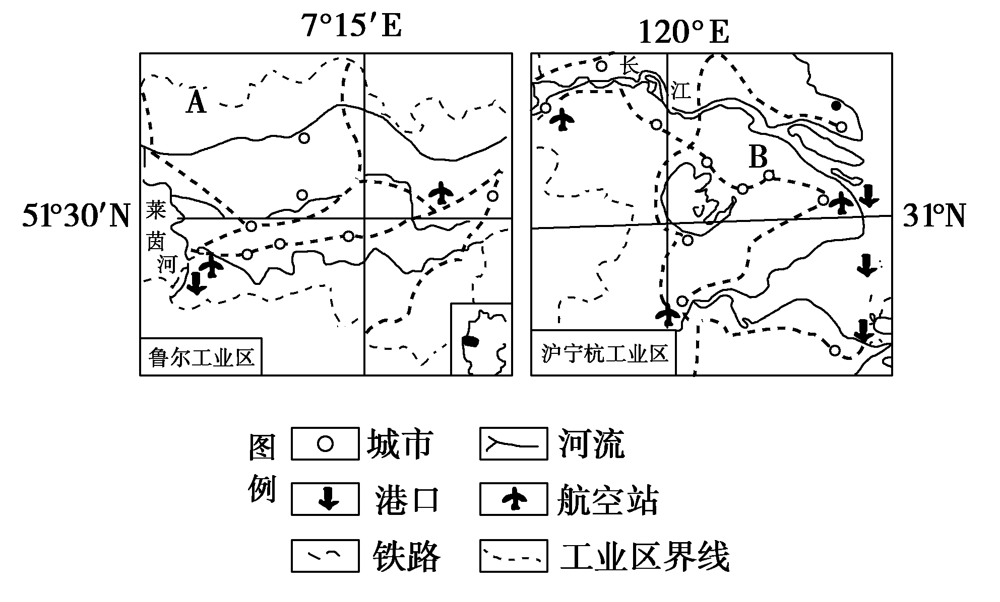 7°15′E
120°E
长
江
A
B
51°30′N
31°N
莱
茵
河
鲁尔工业区
沪宁杭工业区
图
例
城市
河流
港口
航空站
铁路
工业区界线